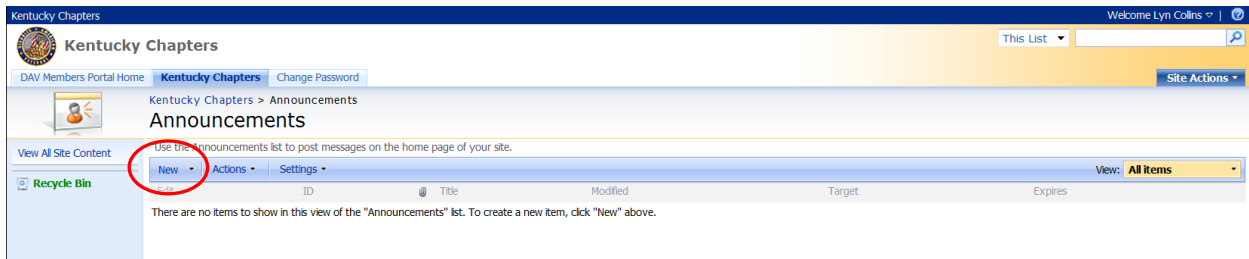 Kentucky Chapters Welcome Lyn Collins |
Kentucky Chapters This List
DAV Members Portal Home Kentucky Chapters Change Password Site Actions
Kentucky Chapters > Announcements
Announcements
View All Site Content
Use the Announcements list to post messages on the home page of your site.
New Actions Settings View: All items
Recycle Bin
Edit ID Title Modified Target Expires
There are no items to show in this view of the "Announcements" list. To create a new item, click "New" above.